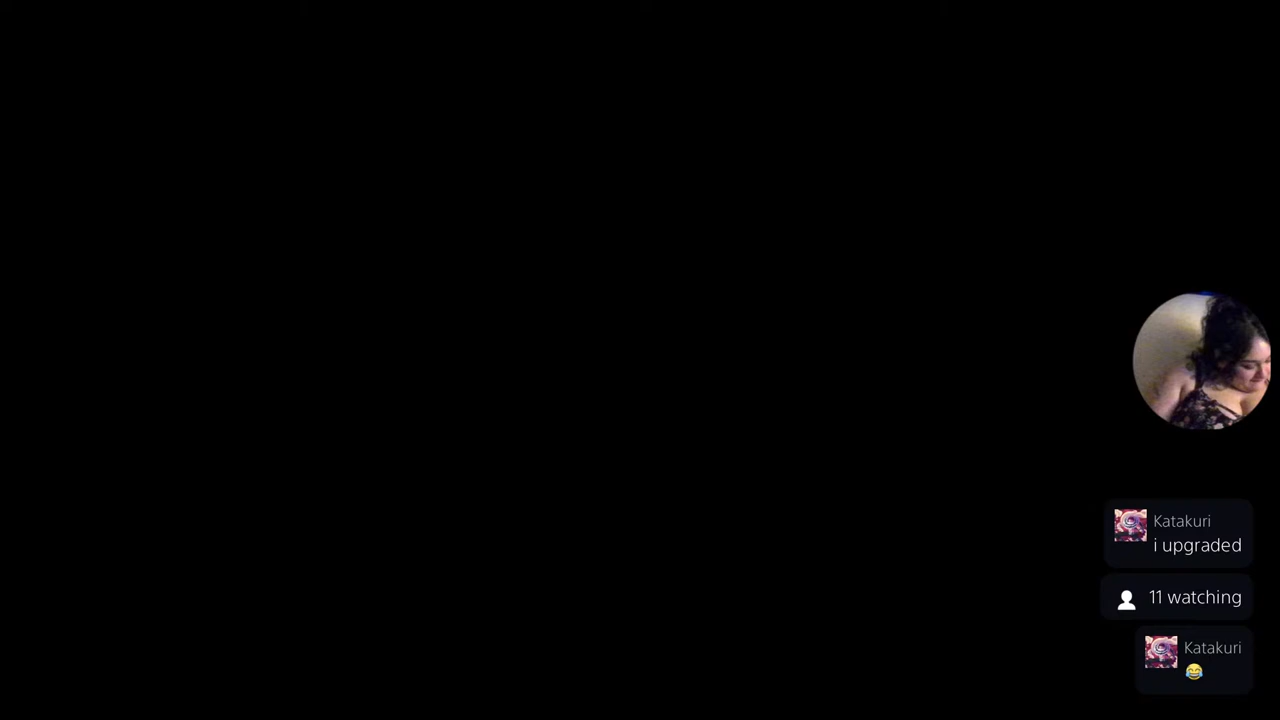 Katakuri
i upgraded
11 watching
Katakuri
😂